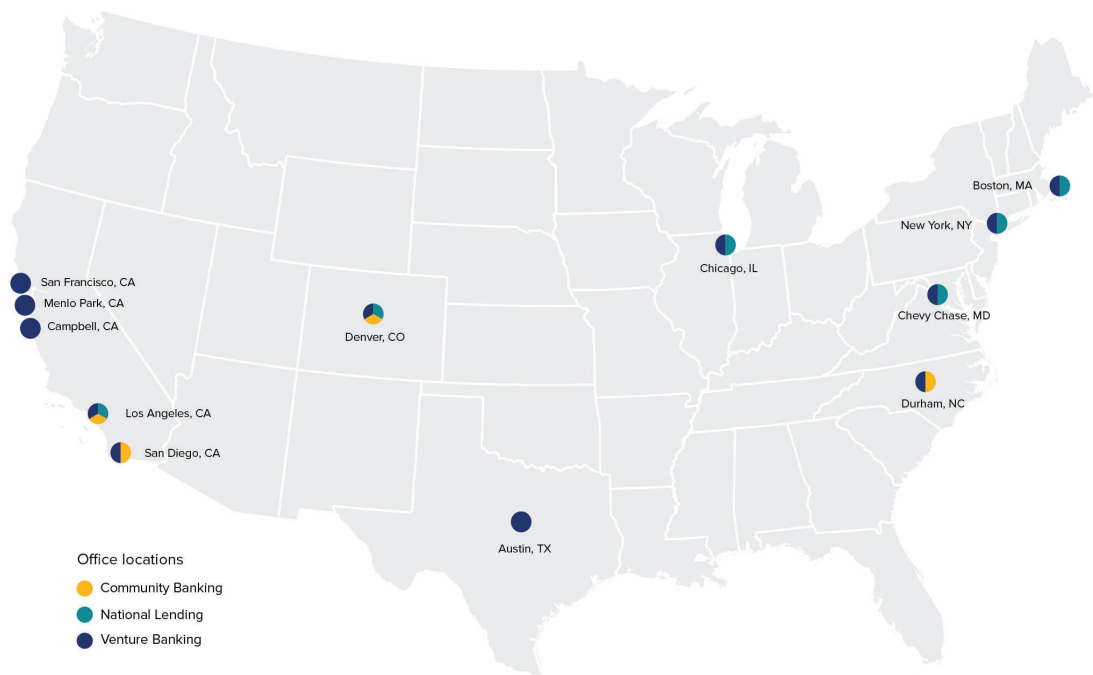 Boston, MA
New York, NY
Chicago, IL
San Francisco, CA
Menlo Park, CA
Chevy Chase, MD
Campbell, CA
Denver, CO
Durham, NC
Los Angeles, CA
San Diego, CA
Austin, TX
Office locations
Community Banking
National Lending
Venture Banking